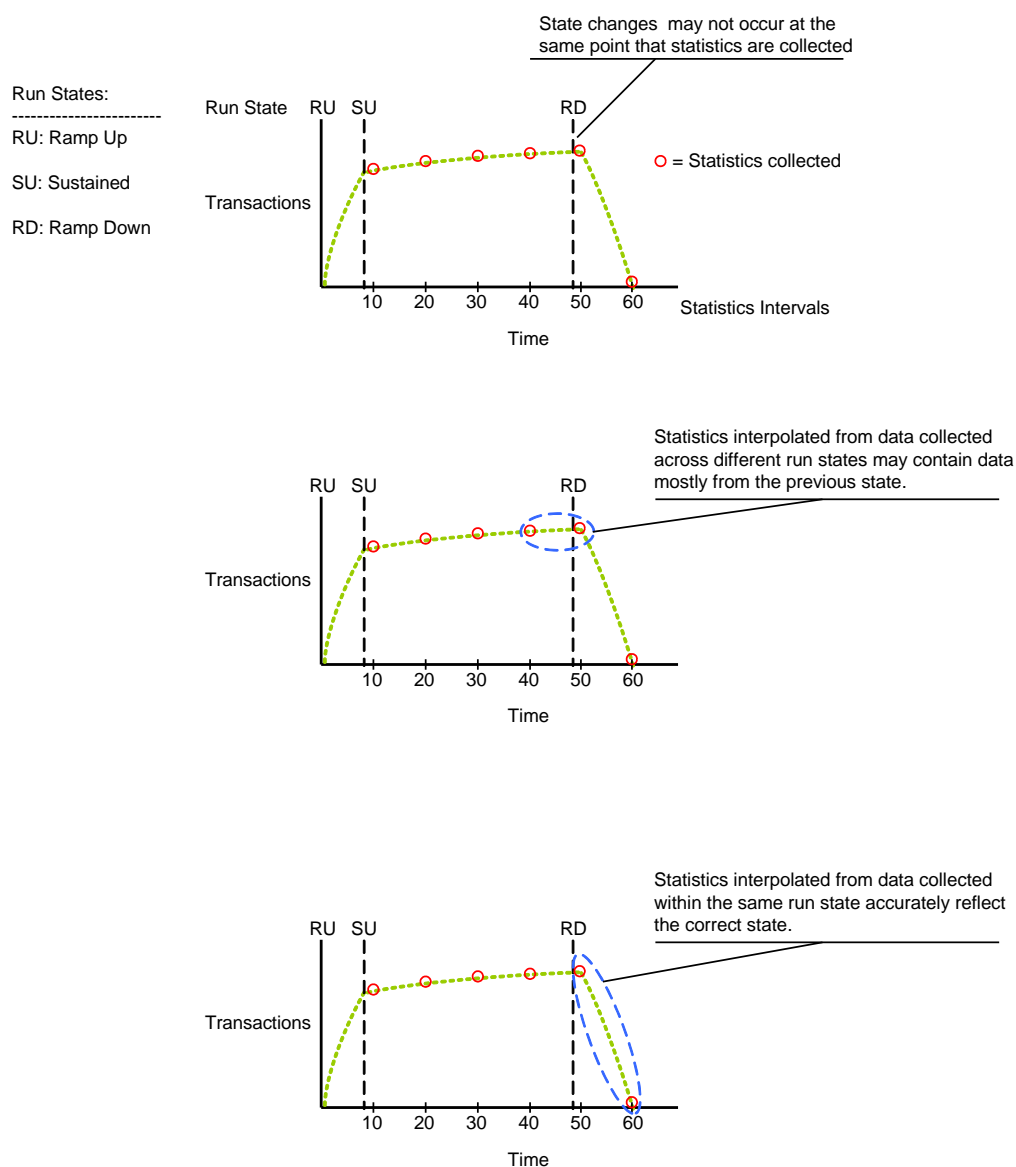 State changes  may not occur at the
same point that statistics are collected
Run States:
-------------------------
RU: Ramp Up
SU: Sustained
RD: Ramp Down
Run State RU SU RD
= Statistics collected
Transactions
10 20 30 40 50 60
Statistics Intervals
Time
Statistics interpolated from data collected
across different run states may contain data
mostly from the previous state.
RU SU RD
Transactions
10 20 30 40 50 60
Time
Statistics interpolated from data collected
within the same run state accurately reflect
the correct state.
RU SU RD
Transactions
10 20 30 40 50 60
Time